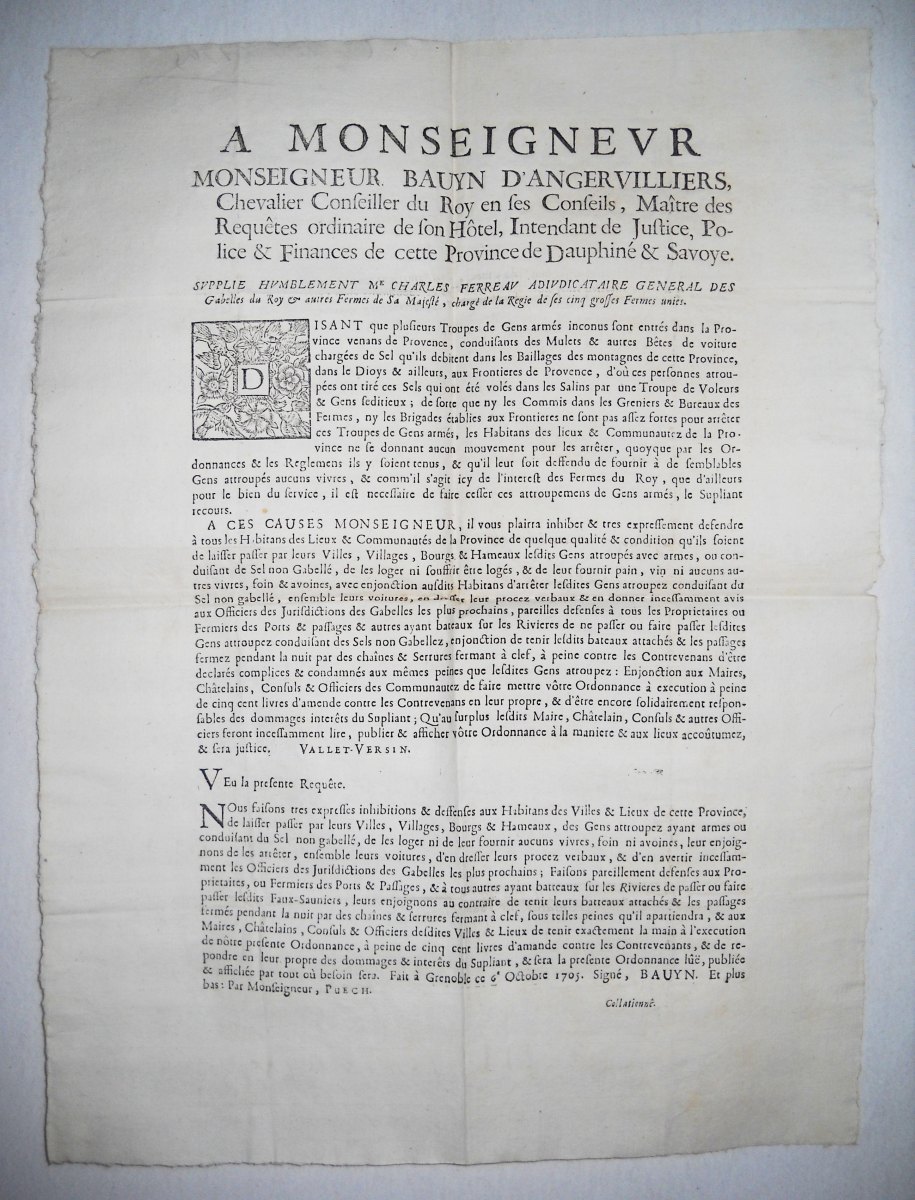 A MONSEIGNEVR
MONSEIGNEUR BAUYN D'ANGERVILLIERS,
Chevalier Conſeiller du Roy en ſes Conſeils, Maître des
Requêtes ordinaire de ſon Hôtel, Intendant de Juſtice, Po-
lice & Finances de cette Province de Dauphiné & Savoye.
SVPPLIE HVMBLEMENT Mᴱ CHARLES FERREAV ADIVDICATAIRE GENERAL DES
Gabelles du Roy & autres Fermes de Sa Majeſté, chargé de la Regie de ſes cinq groſſes Fermes unies.
DISANT que pluſieurs Troupes de Gens armés inconus ſont entrés dans la Pro-
vince venans de Provence, conduiſants des Mulets & autres Bêtes de voiture
chargées de Sel qu'ils debitent dans les Baillages des montagnes de cette Province,
dans le Dioys & ailleurs, aux Frontieres de Provence, d'où ces perſonnes attrou-
pées ont tiré ces Sels qui ont été volés dans les Salins par une Troupe de Voleurs
& Gens ſeditieux; de ſorte que ny les Commis dans les Greniers & Bureaux des
Fermes, ny les Brigades établies aux Frontieres ne ſont pas aſſez fortes pour arrêter
ces Troupes de Gens armés, les Habitans des lieux & Communautez de la Pro-
vince ne ſe donnant aucun mouvement pour les arrêter, quoyque par les Or-
donnances & les Reglemens ils y ſoient tenus, & qu'il leur ſoit deffendu de fournir à de ſemblables
Gens attroupés aucuns vivres, & comm'il s'agit icy de l'intereſt des Fermes du Roy, que d'ailleurs
pour le bien du ſervice, il eſt neceſſaire de faire ceſſer ces attroupemens de Gens armés, le Supliant
recours.
A CES CAUSES MONSEIGNEUR, il vous plairra inhiber & tres expreſſement defendre
à tous les Habitans des Lieux & Communautés de la Province de quelque qualité & condition qu'ils ſoient
de laiſſer paſſer par leurs Villes, Villages, Bourgs & Hameaux leſdits Gens attroupés avec armes, ou con-
duiſant de Sel non Gabellé, de les loger ni ſouffrir être logés, & de leur fournir pain, vin ni aucuns au-
tres vivres, foin & avoines, avec enjonction auſdits Habitans d'arrêter leſdites Gens attroupez conduiſant du
Sel non gabellé, enſemble leurs voitures, en dreſſer leur procez verbaux & en donner inceſſamment avis
aux Officiers des Juriſdictions des Gabelles les plus prochains, pareilles defenſes à tous les Proprietaires ou
Fermiers des Ports & paſſages & autres ayant batteaux ſur les Rivieres de ne paſſer ou faire paſſer leſdites
Gens attroupez conduiſant des Sels non Gabellez, enjonction de tenir leſdits bateaux attachés & les paſſages
fermez pendant la nuit par des chaînes & Serrures fermant à clef, à peine contre les Contrevenans d'être
declarés complices & condamnés aux mêmes peines que leſdites Gens attroupez: Enjonction aux Maires,
Châtelains, Conſuls & Officiers des Communautez de faire mettre vôtre Ordonnance à execution à peine
de cinq cent livres d'amende contre les Contrevenans en leur propre, & d'être encore ſolidairement reſpon-
ſables des dommages interêts du Supliant; Qu'au ſurplus leſdits Maire, Châtelain, Conſuls & autres Offi-
ciers feront inceſſamment lire, publier & afficher vôtre Ordonnance à la maniere & aux lieux accoûtumez,
& ſera juſtice. VALLET-VERSIN.
VEu la preſente Requête.
NOus faiſons tres expreſſes inhibitions & deffenſes aux Habitans des Villes & Lieux de cette Province,
de laiſſer paſſer par leurs Villes, Villages, Bourgs & Hameaux, des Gens attroupez ayant armes ou
conduiſant du Sel non gabellé, de les loger ni de leur fournir aucuns vivres, foin ni avoines, leur enjoig-
nons de les arrêter, enſemble leurs voitures, d'en dreſſer leurs procez verbaux, & d'en avertir inceſſam-
ment les Officiers des Juriſdictions des Gabelles les plus prochains; Faiſons pareillement defenſes aux Pro-
prietaires, ou Fermiers des Ports & Paſſages, & à tous autres ayant batteaux ſur les Rivieres de paſſer ou faire
paſſer leſdits Faux-Sauniers, leurs enjoignons au contraire de tenir leurs batteaux attachés & les paſſages
fermés pendant la nuit par des chaînes & ſerrures fermant à clef, ſous telles peines qu'il apartiendra, & aux
Maires, Châtelains, Conſuls & Officiers deſdites Villes & Lieux de tenir exactement la main à l'execution
de nôtre preſente Ordonnance, à peine de cinq cent livres d'amande contre les Contrevenants, & de re-
pondre en leur propre des dommages & interêts du Supliant, & ſera la preſente Ordonnance lûë, publiée
& affichée par tout où beſoin ſera. Fait à Grenoble ce 6ᵉ Octobre 1705. Signé, BAUYN. Et plus
bas: Par Monſeigneur, PUECH.
Collationné.